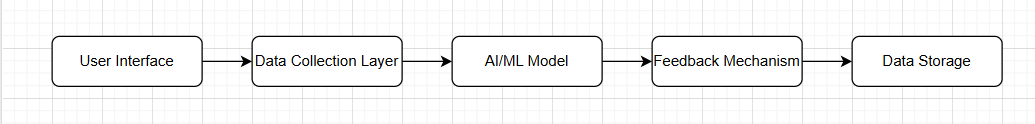 User Interface
Data Collection Layer
AI/ML Model
Feedback Mechanism
Data Storage